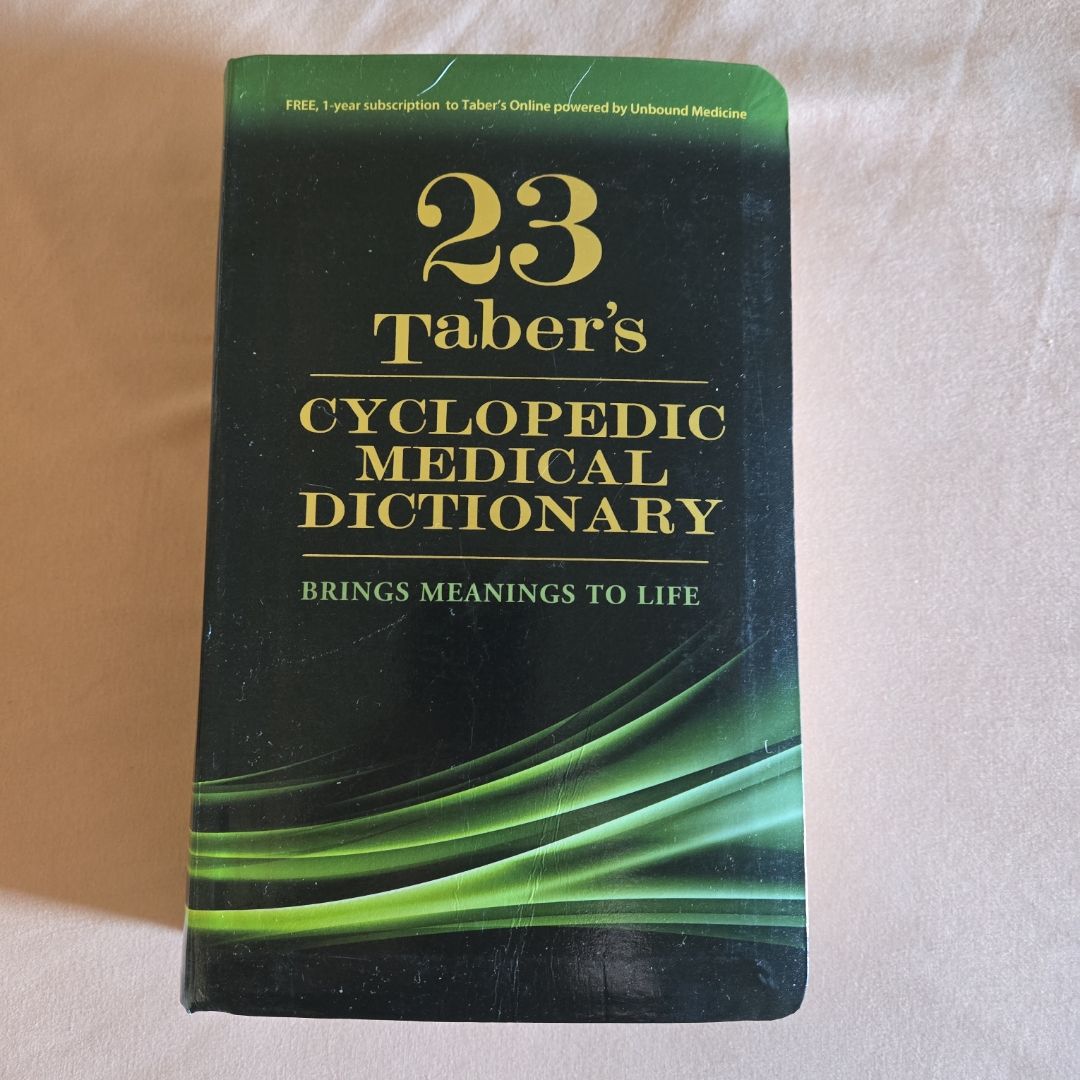 FREE, 1-year subscription to Taber's Online powered by Unbound Medicine
23
Taber's
CYCLOPEDIC
MEDICAL
DICTIONARY
BRINGS MEANINGS TO LIFE